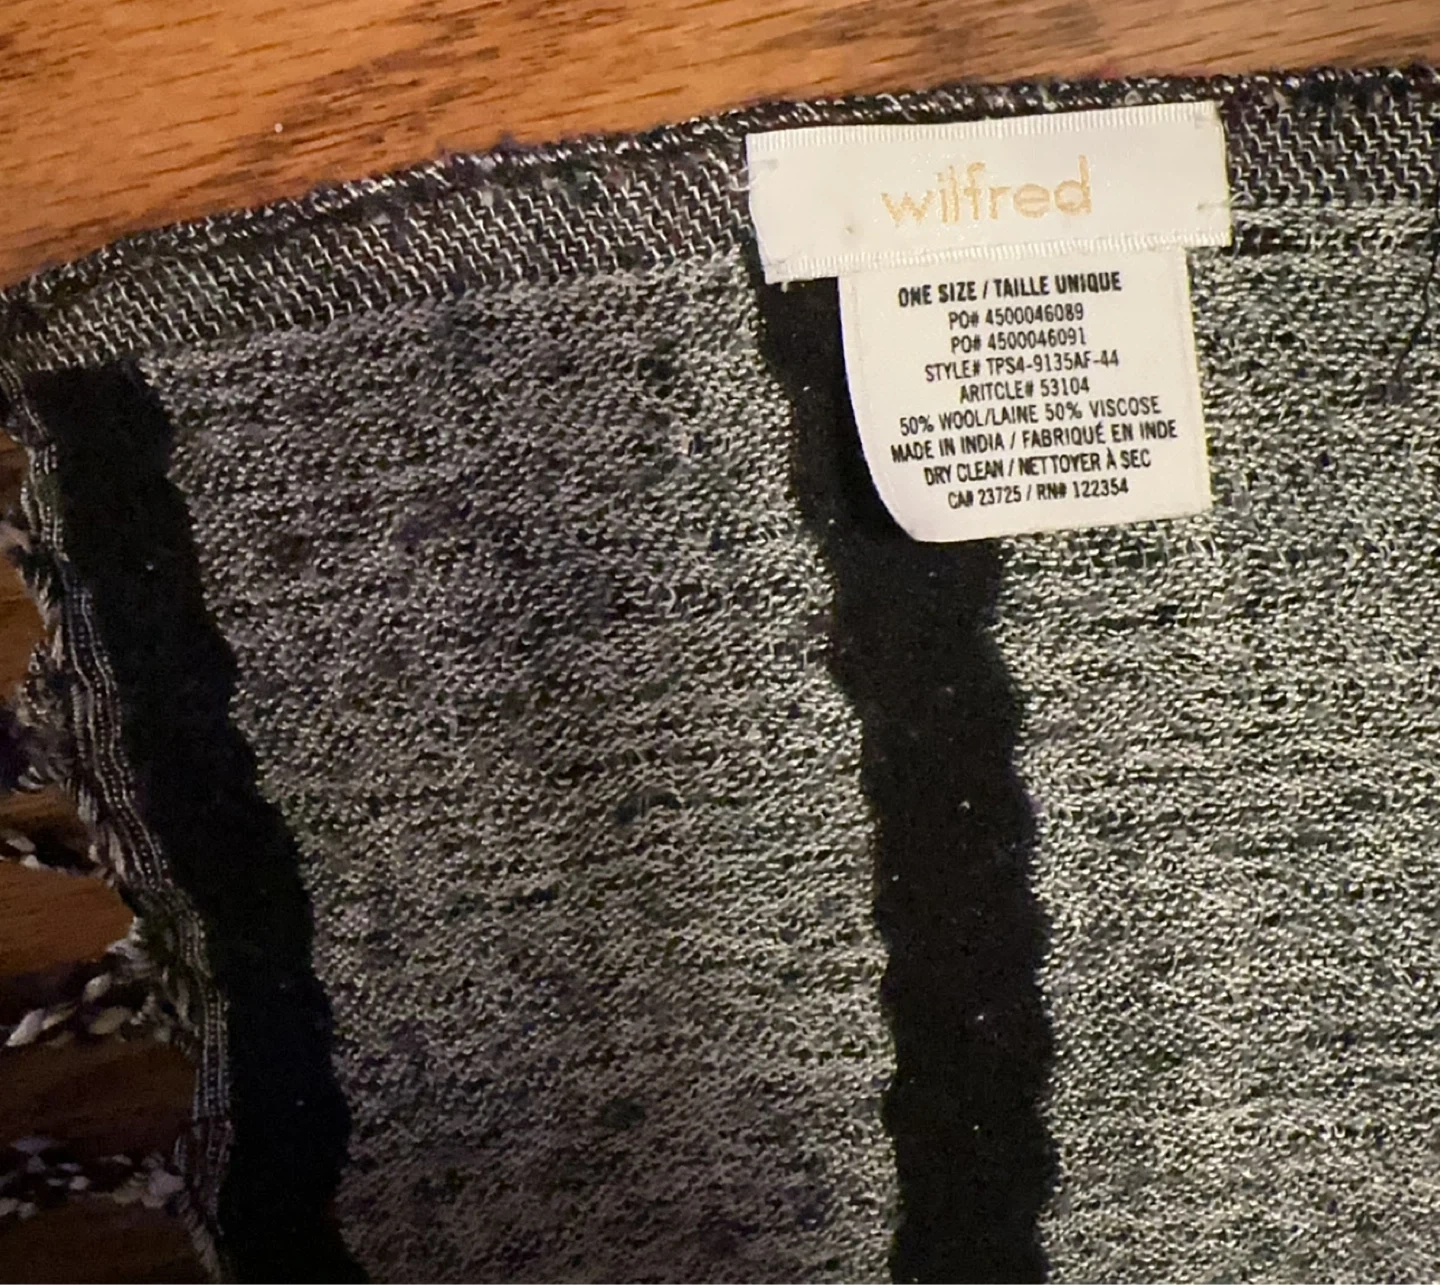 wilfred
ONE SIZE / TAILLE UNIQUE
PO# 4500046089
PO# 4500046091
STYLE# TPS4-9135AF-44
ARITCLE# 53104
50% WOOL/LAINE 50% VISCOSE
MADE IN INDIA / FABRIQUÉ EN INDE
DRY CLEAN / NETTOYER À SEC
CA# 23725 / RN# 122354